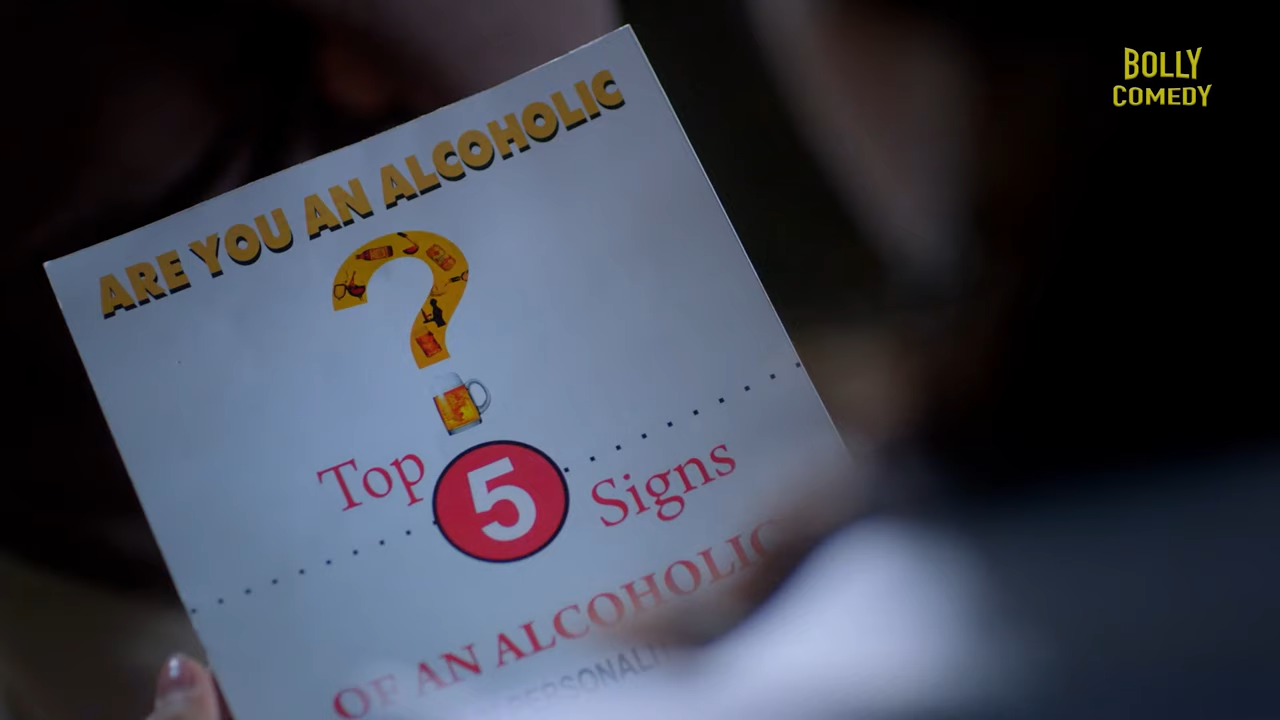 BOLLY
COMEDY
ARE YOU AN ALCOHOLIC
?
Top 5 Signs
OF AN ALCOHOLIC